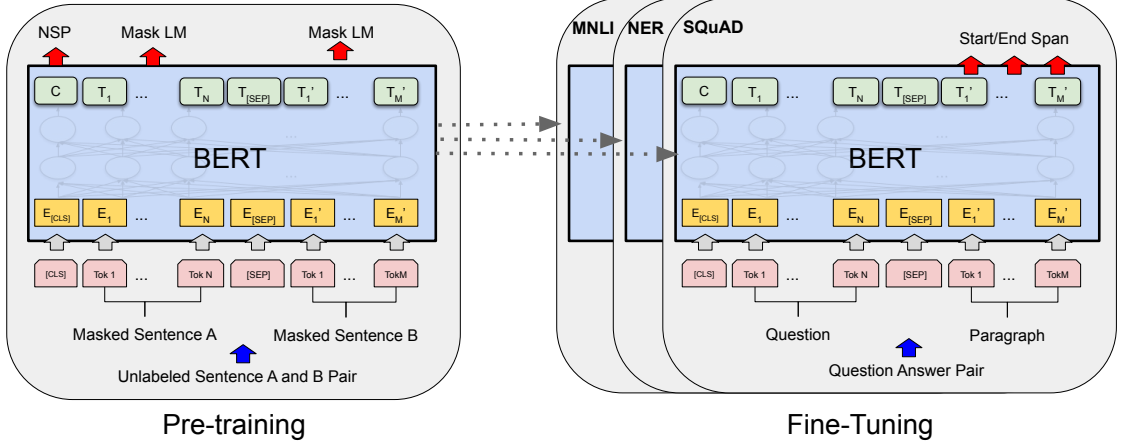 NSP Mask LM Mask LM
C T1 ... TN T[SEP] T1' ... TM'
...
BERT
...
E[CLS] E1 ... EN E[SEP] E1' ... EM'
[CLS] Tok 1 ... Tok N [SEP] Tok 1 ... TokM
Masked Sentence A Masked Sentence B
Unlabeled Sentence A and B Pair
Pre-training
MNLI NER SQuAD
Start/End Span
C T1 ... TN T[SEP] T1' ... TM'
...
BERT
...
E[CLS] E1 ... EN E[SEP] E1' ... EM'
[CLS] Tok 1 ... Tok N [SEP] Tok 1 ... TokM
Question Paragraph
Question Answer Pair
Fine-Tuning